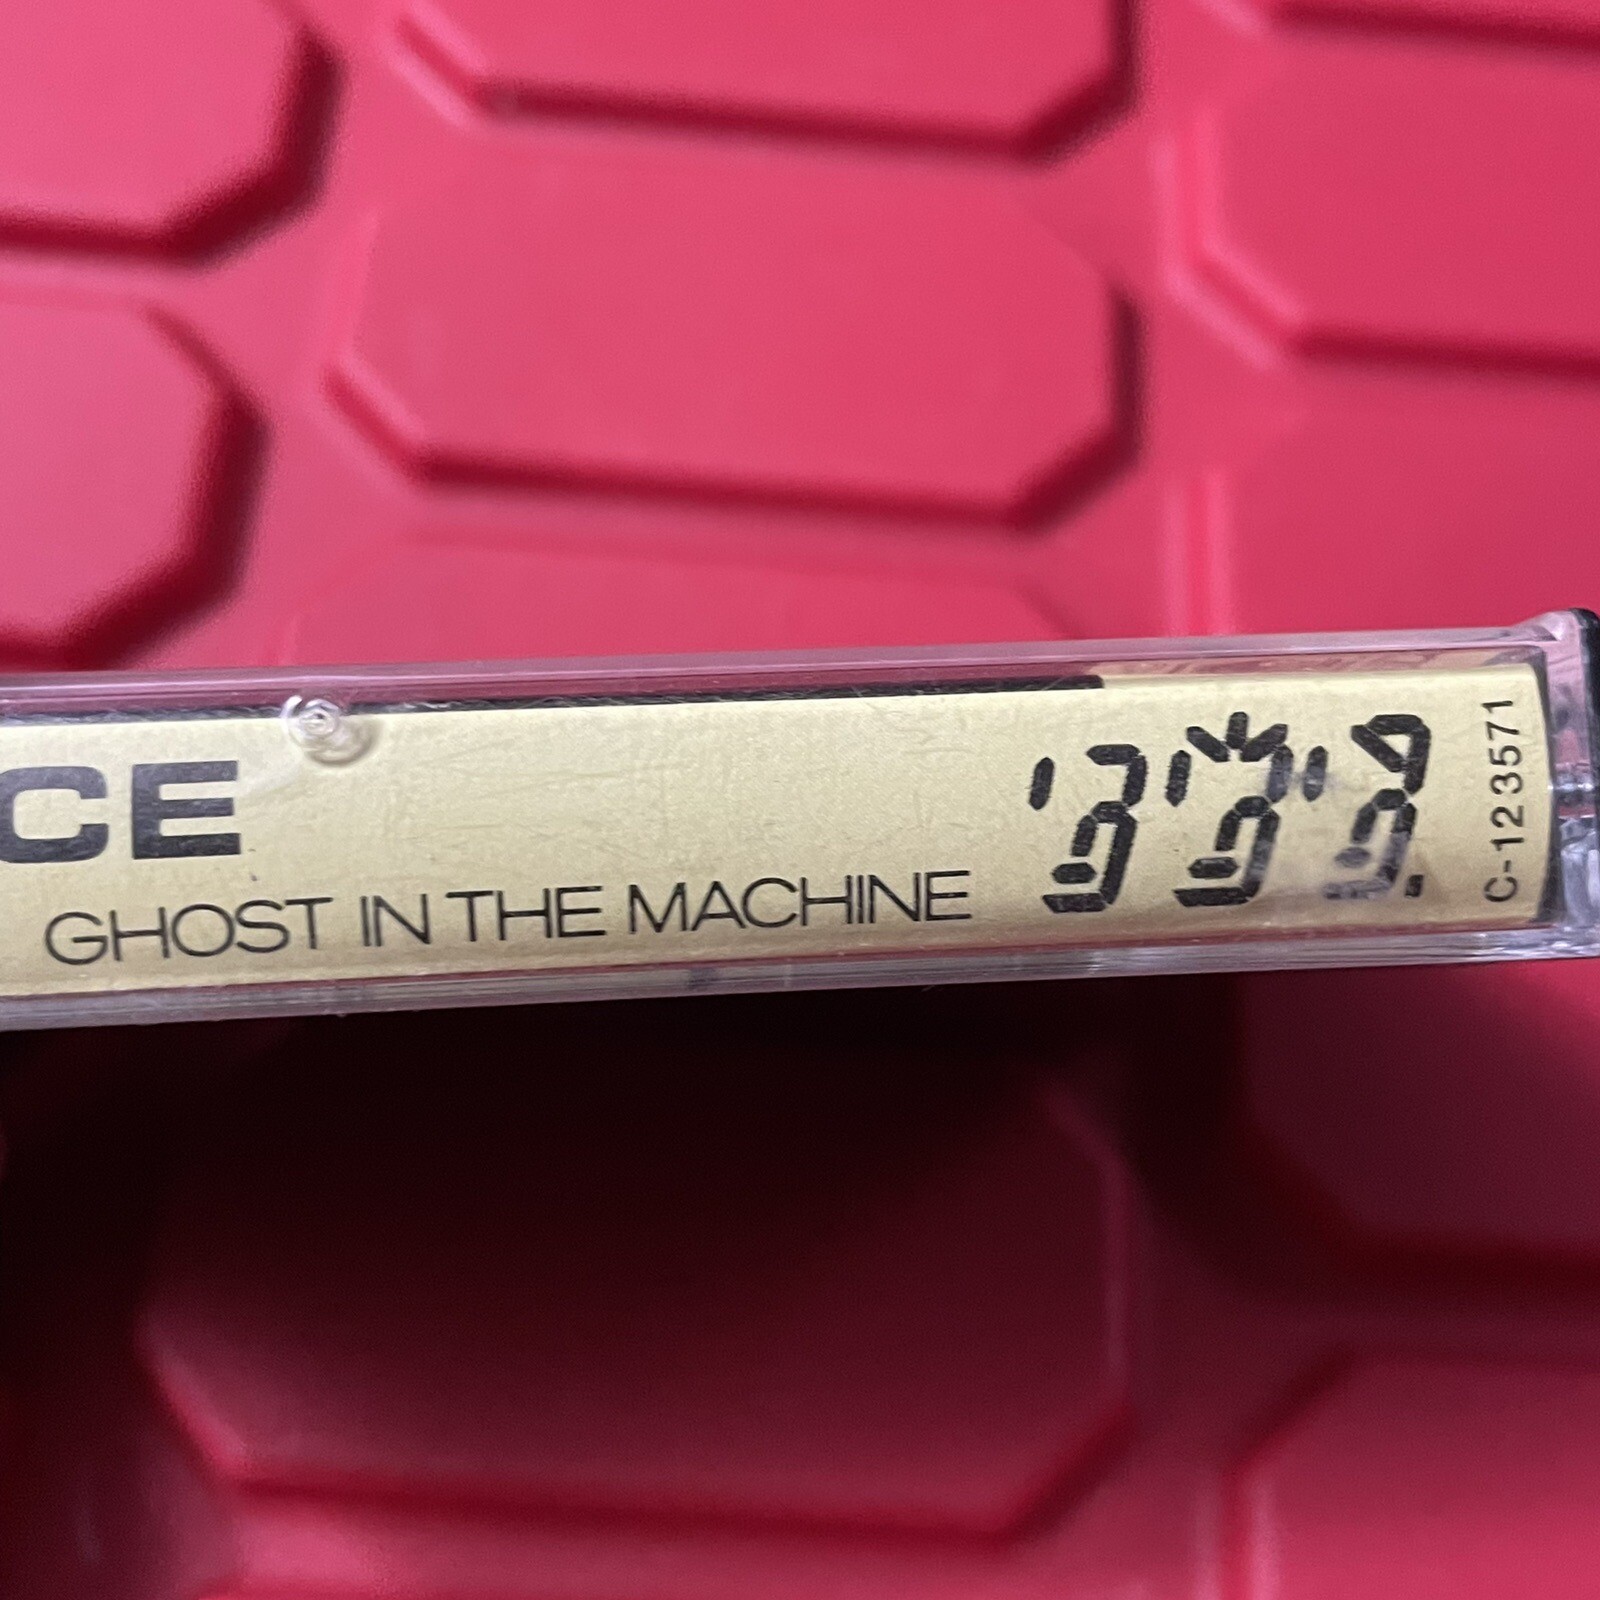 CE
GHOST IN THE MACHINE
C-123571